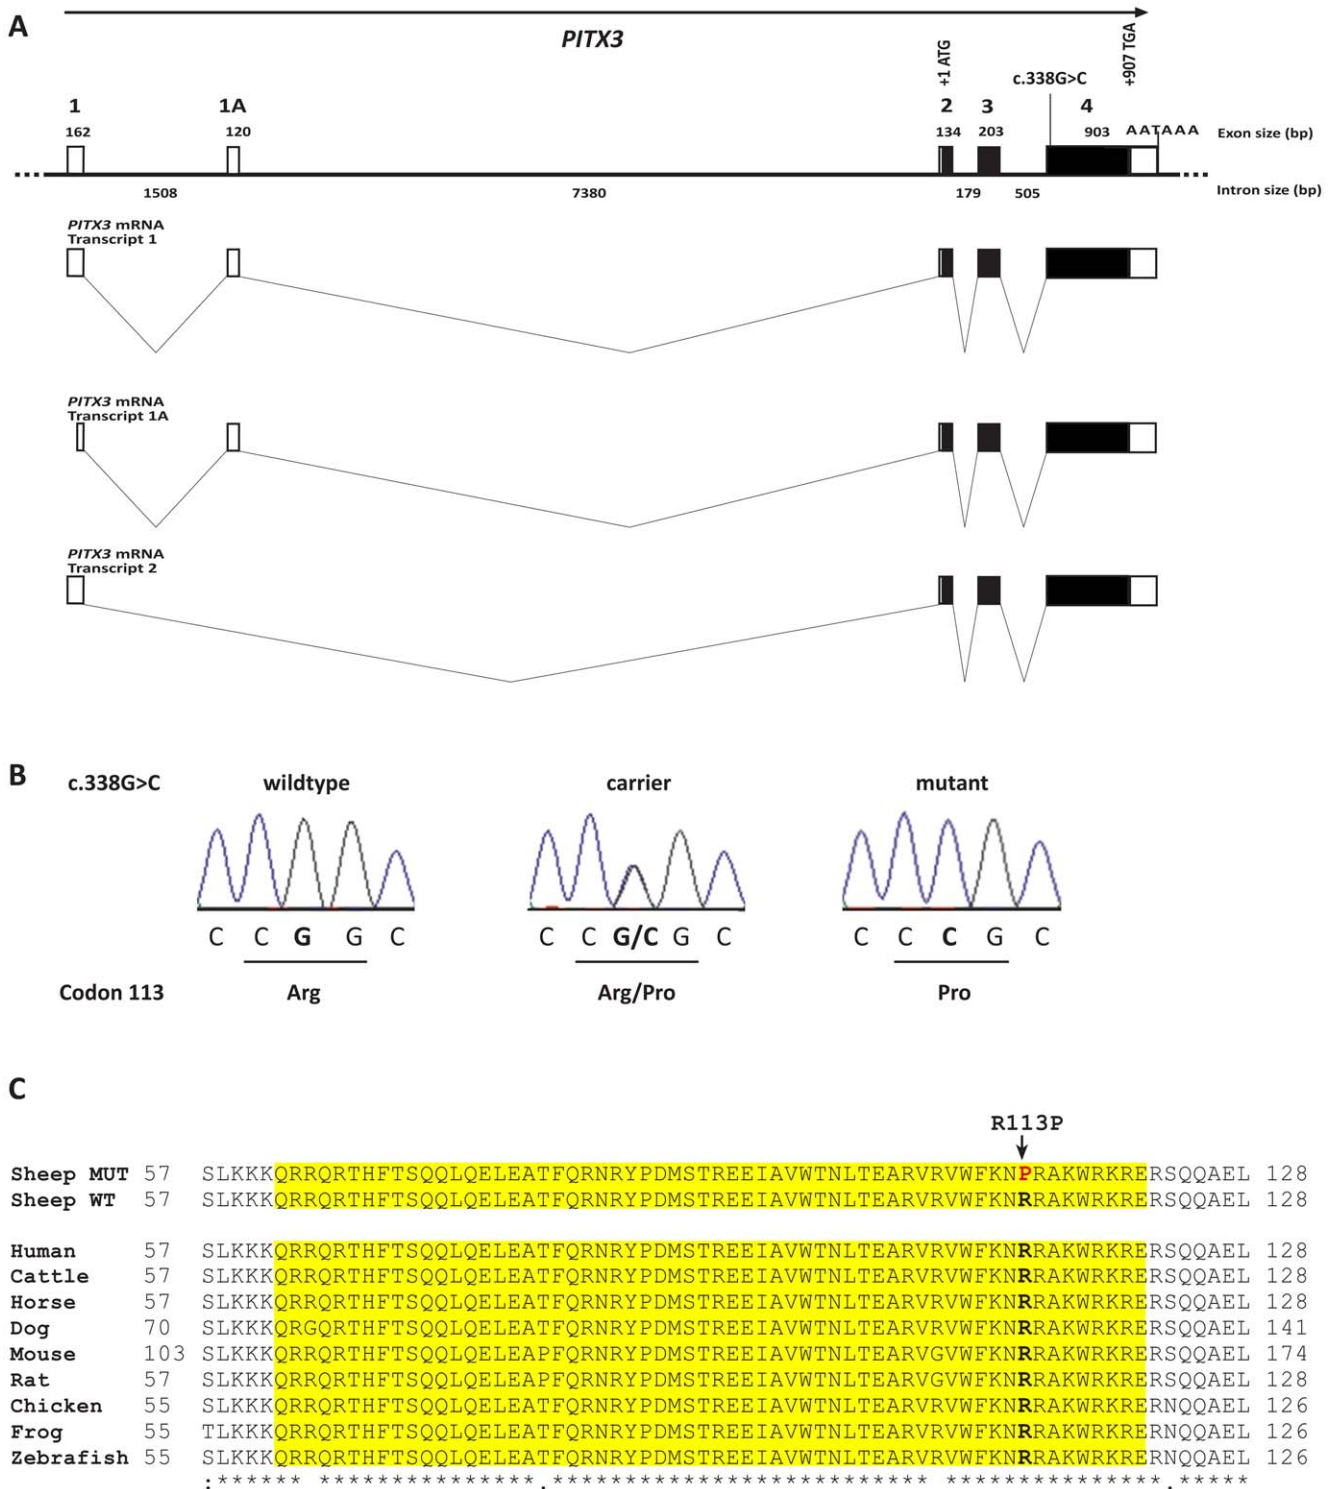 A
PITX3
+1 ATG
c.338G>C
+907 TGA
1 1A 2 3 4
162 120 134 203 903 AATAAA Exon size (bp)
1508 7380 179 505 Intron size (bp)
PITX3 mRNA
Transcript 1
PITX3 mRNA
Transcript 1A
PITX3 mRNA
Transcript 2
B
c.338G>C wildtype carrier mutant
C C G G C C C G/C G C C C C G C
Codon 113 Arg Arg/Pro Pro
C
R113P
Sheep MUT 57 SLKKKQRRQRTHFTSQQLQELEATFQRNRYPDMSTREEIAVWTNLTEARVRVWFKNPRAKWRKRERSQQAEL 128
Sheep WT 57 SLKKKQRRQRTHFTSQQLQELEATFQRNRYPDMSTREEIAVWTNLTEARVRVWFKNRRAKWRKRERSQQAEL 128
Human 57 SLKKKQRRQRTHFTSQQLQELEATFQRNRYPDMSTREEIAVWTNLTEARVRVWFKNRRAKWRKRERSQQAEL 128
Cattle 57 SLKKKQRRQRTHFTSQQLQELEATFQRNRYPDMSTREEIAVWTNLTEARVRVWFKNRRAKWRKRERSQQAEL 128
Horse 57 SLKKKQRRQRTHFTSQQLQELEATFQRNRYPDMSTREEIAVWTNLTEARVRVWFKNRRAKWRKRERSQQAEL 128
Dog 70 SLKKKQRGQRTHFTSQQLQELEATFQRNRYPDMSTREEIAVWTNLTEARVRVWFKNRRAKWRKRERSQQAEL 141
Mouse 103 SLKKKQRRQRTHFTSQQLQELEAPFQRNRYPDMSTREEIAVWTNLTEARVGVWFKNRRAKWRKRERSQQAEL 174
Rat 57 SLKKKQRRQRTHFTSQQLQELEAPFQRNRYPDMSTREEIAVWTNLTEARVGVWFKNRRAKWRKRERSQQAEL 128
Chicken 55 SLKKKQRRQRTHFTSQQLQELEATFQRNRYPDMSTREEIAVWTNLTEARVRVWFKNRRAKWRKRERNQQAEL 126
Frog 55 TLKKKQRRQRTHFTSQQLQELEATFQRNRYPDMSTREEIAVWTNLTEARVRVWFKNRRAKWRKRERNQQAEL 126
Zebrafish 55 SLKKKQRRQRTHFTSQQLQELEATFQRNRYPDMSTREEIAVWTNLTEARVRVWFKNRRAKWRKRERNQQAEL 126
:****** ***************.************************** ***************.*****